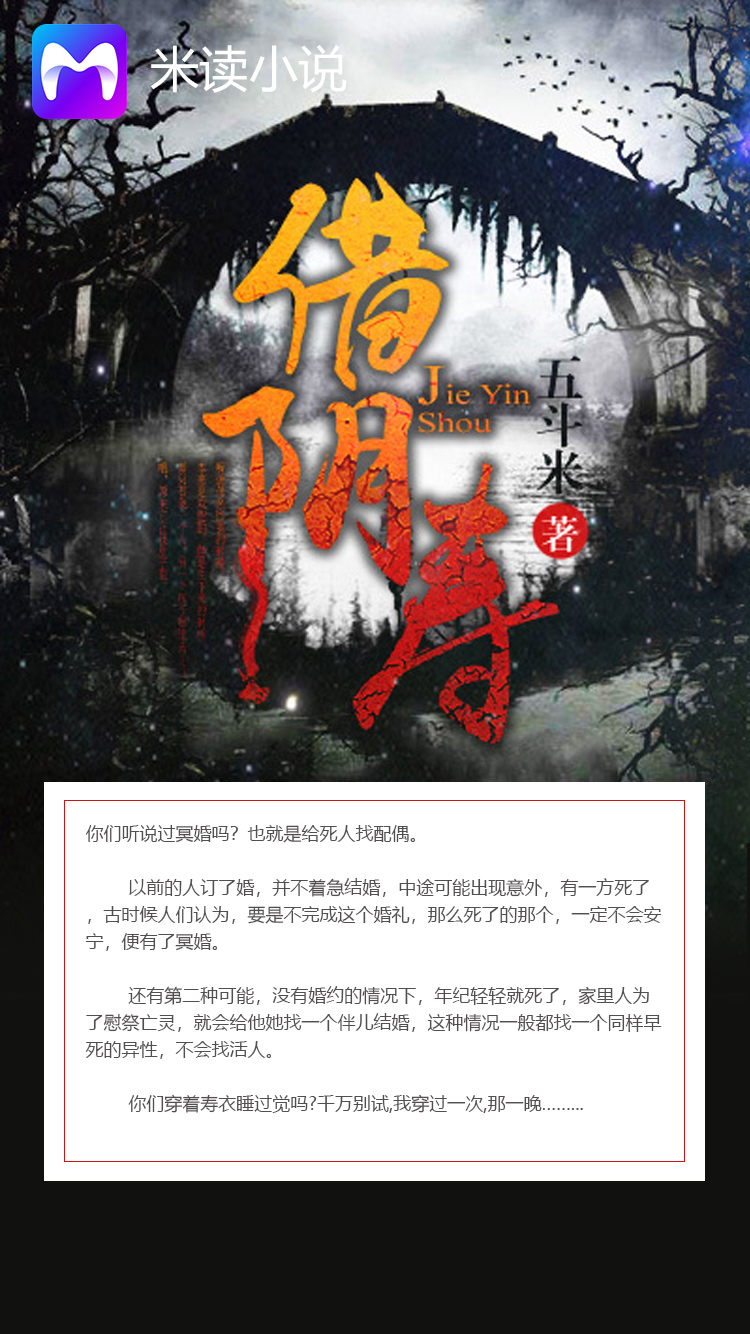 米读小说
借阴寿
Jie Yin
Shou
五斗米
著
你们听说过冥婚吗？也就是给死人找配偶。
以前的人订了婚，并不着急结婚，中途可能出现意外，有一方死了
，古时候人们认为，要是不完成这个婚礼，那么死了的那个，一定不会安
宁，便有了冥婚。
还有第二种可能，没有婚约的情况下，年纪轻轻就死了，家里人为
了慰祭亡灵，就会给他她找一个伴儿结婚，这种情况一般都找一个同样早
死的异性，不会找活人。
你们穿着寿衣睡过觉吗?千万别试,我穿过一次,那一晚.........